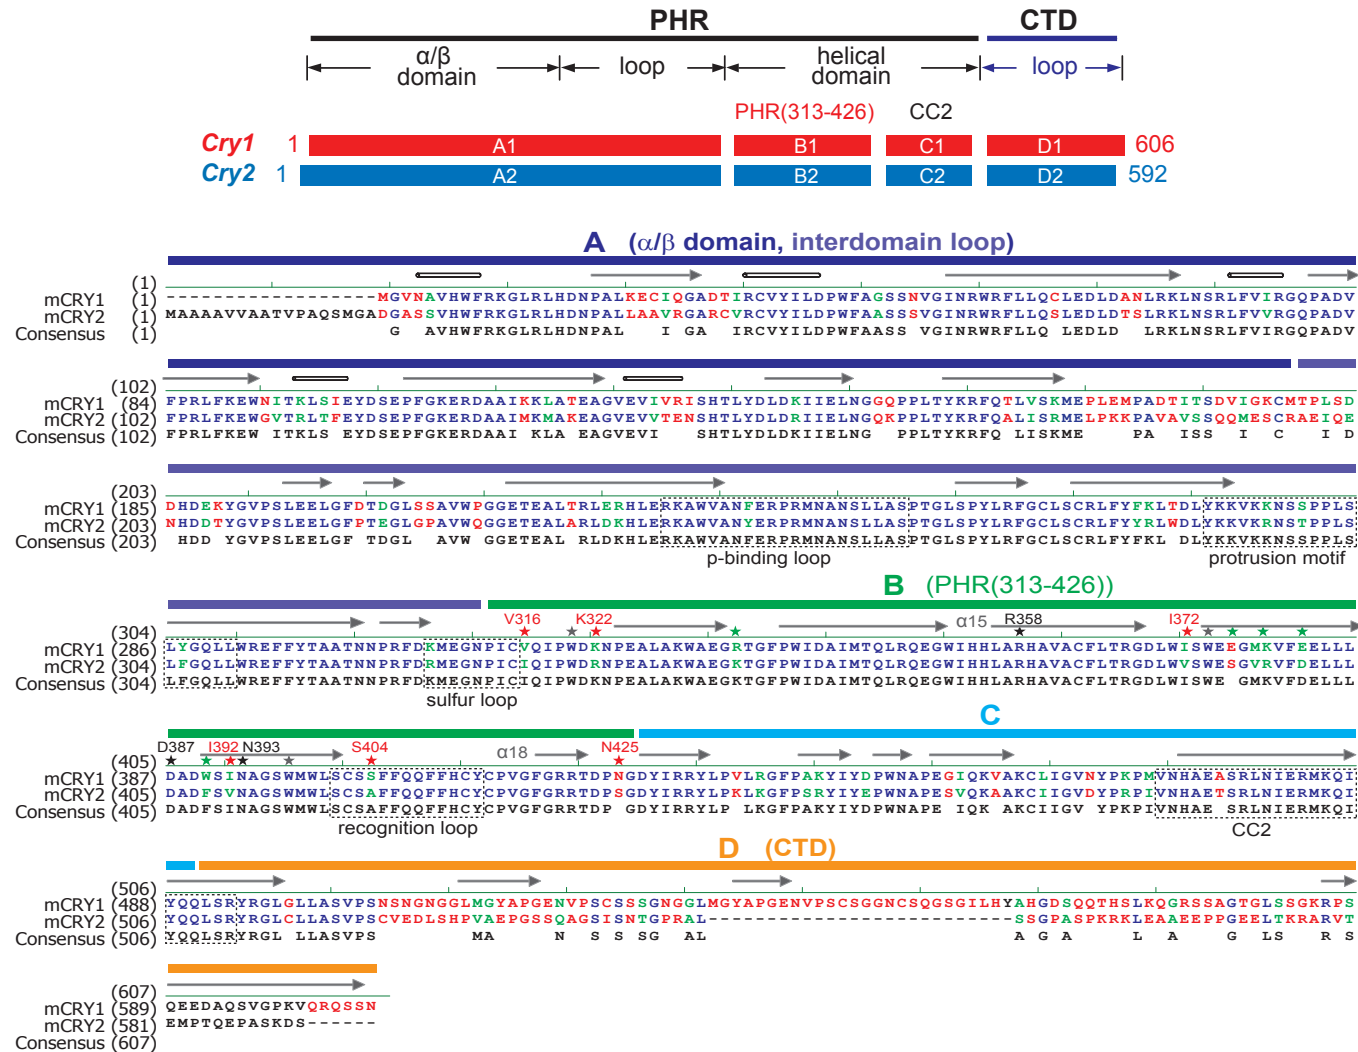 PHR CTD
α/β domain loop helical domain loop
PHR(313-426) CC2
Cry1 1 A1 B1 C1 D1 606
Cry2 1 A2 B2 C2 D2 592
A (α/β domain, interdomain loop)
(1)
mCRY1 (1) ------------------MGVNAVHWFRKGLRLHDNPALKECIQGADTIRCVYILDPWFAGSSNVGINRWRFLLQCLEDLDANLRKLNSRLFVIRGQPADV
mCRY2 (1) MAAAAVVAATVPAQSMGADGASSVHWFRKGLRLHDNPALLAAVRGARCVRCVYILDPWFAASSSVGINRWRFLLQSLEDLDTSLRKLNSRLFVVRGQPADV
Consensus (1) G AVHWFRKGLRLHDNPAL I GA IRCVYILDPWFAASS VGINRWRFLLQ LEDLD LRKLNSRLFVIRGQPADV
(102)
mCRY1 (84) FPRLFKEWNITKLSIEYDSEPFGKERDAAIKKLATEAGVEVIVRISHTLYDLDKIIELNGGQPPLTYKRFQTLVSKMEPLEMPADTITSDVIGKCMTPLSD
mCRY2 (102) FPRLFKEWGVTRLTFEYDSEPFGKERDAAIMKMAKEAGVEVVTENSHTLYDLDRIIELNGQKPPLTYKRFQALISRMELPKKPAVAVSSQQMESCRAEIQE
Consensus (102) FPRLFKEW ITKLS EYDSEPFGKERDAAI KLA EAGVEVI SHTLYDLDKIIELNG PPLTYKRFQ LISKME PA ISS I C I D
(203)
mCRY1 (185) DHDEKYGVPSLEELGFDTDGLSSAVWPGGETEALTRLERHLERKAWVANFERPRMNANSLLASPTGLSPYLRFGCLSCRLFYFKLTDLYKKVKKNSSPPLS
mCRY2 (203) NHDDTYGVPSLEELGFPTEGLGPAVWQGGETEALARLDKHLERKAWVANYERPRMNANSLLASPTGLSPYLRFGCLSCRLFYYRLWDLYKKVKRNSTPPLS
Consensus (203) HDD YGVPSLEELGF TDGL AVW GGETEAL RLDKHLERKAWVANFERPRMNANSLLASPTGLSPYLRFGCLSCRLFYFKL DLYKKVKKNSSPPLS
p-binding loop protrusion motif
B (PHR(313-426))
V316 K322 α15 R358 I372
(304)
mCRY1 (286) LYGQLLWREFFYTAATNNPRFDKMEGNPICVQIPWDKNPEALAKWAEGRTGFPWIDAIMTQLRQEGWIHHLARHAVACFLTRGDLWISWEEGMKVFEELLL
mCRY2 (304) LFGQLLWREFFYTAATNNPRFDRMEGNPICIQIPWDRNPEALAKWAEGKTGFPWIDAIMTQLRQEGWIHHLARHAVACFLTRGDLWVSWESGVRVFDELLL
Consensus (304) LFGQLLWREFFYTAATNNPRFDKMEGNPICIQIPWDKNPEALAKWAEGKTGFPWIDAIMTQLRQEGWIHHLARHAVACFLTRGDLWISWE GMKVFDELLL
sulfur loop
C
D387 I392 N393 S404 α18 N425
(405)
mCRY1 (387) DADWSINAGSWMWLSCSSFFQQFFHCYCPVGFGRRTDPNGDYIRRYLPVLRGFPAKYIYDPWNAPEGIQKVAKCLIGVNYPKPMVNHAEASRLNIERMKQI
mCRY2 (405) DADFSVNAGSWMWLSCSAFFQQFFHCYCPVGFGRRTDPSGDYIRRYLPKLKGFPSRYIYEPWNAPESVQKAAKCIIGVDYPRPIVNHAETSRLNIERMKQI
Consensus (405) DADFSINAGSWMWLSCSAFFQQFFHCYCPVGFGRRTDP GDYIRRYLP LKGFPAKYIYDPWNAPE IQK AKCIIGV YPKPIVNHAE SRLNIERMKQI
recognition loop CC2
D (CTD)
(506)
mCRY1 (488) YQQLSRYRGLGLLASVPSNSNGNGGLMGYAPGENVPSCSSSGNGGLMGYAPGENVPSCSGGNCSQGSGILHYAHGDSQQTHSLKQGRSSAGTGLSSGKRPS
mCRY2 (506) YQQLSRYRGLCLLASVPSCVEDLSHPVAEPGSSQAGSISNTGPRAL--------------------------SSGPASPKRKLEAAEEPPGEELTKRARVT
Consensus (506) YQQLSRYRGL LLASVPS MA N S SG AL A GA L A G LS R S
(607)
mCRY1 (589) QEEDAQSVGPKVQRQSSN
mCRY2 (581) EMPTQEPASKDS------
Consensus (607)